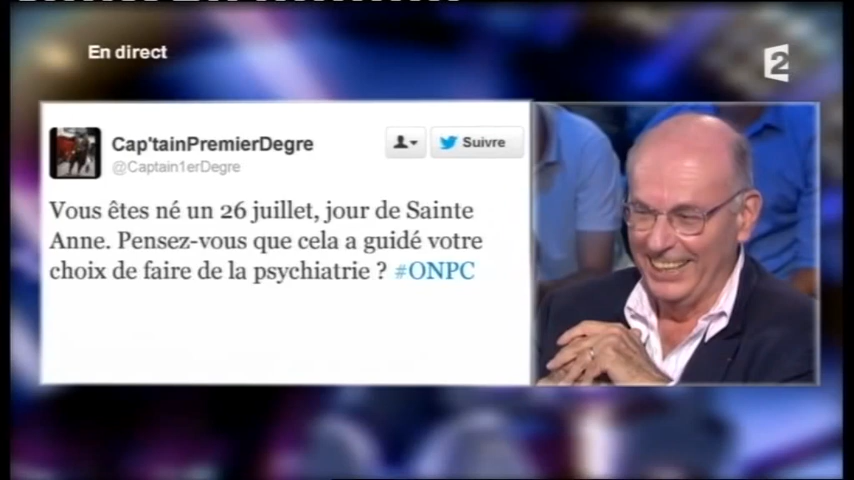 En direct
2
Cap'tainPremierDegre
@Captain1erDegre
Suivre
Vous êtes né un 26 juillet, jour de Sainte
Anne. Pensez-vous que cela a guidé votre
choix de faire de la psychiatrie ? #ONPC